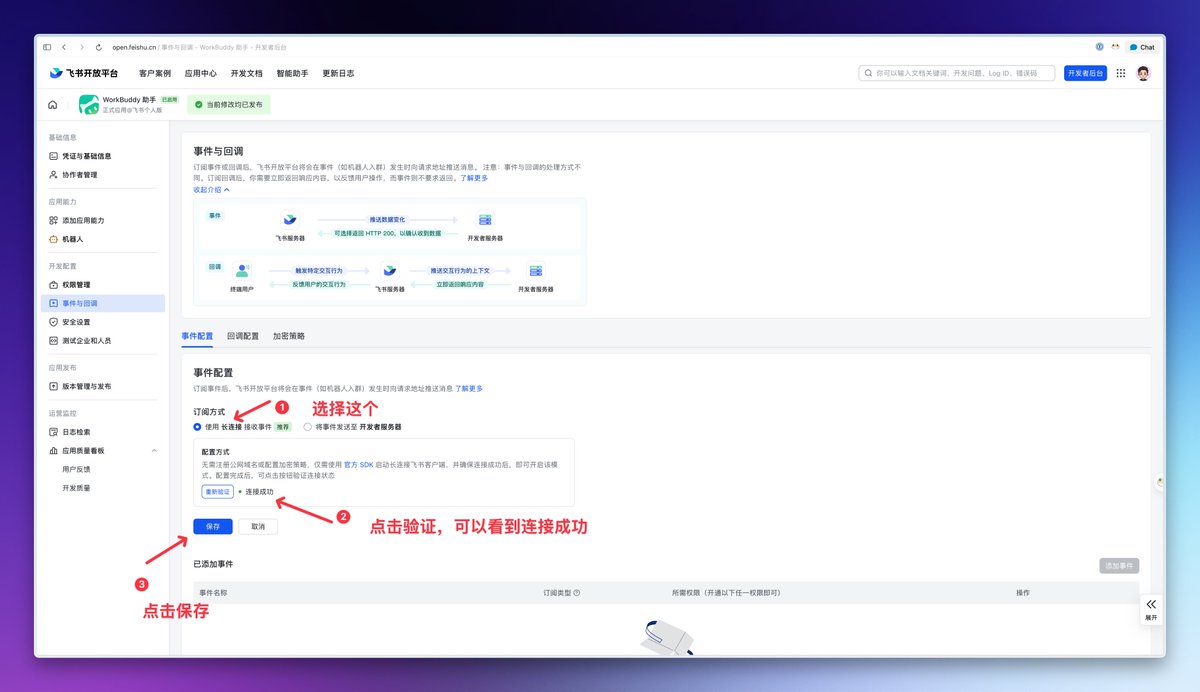 open.feishu.cn / 事件与回调 - WorkBuddy 助手 - 开发者后台
Chat
飞书开放平台
客户案例
应用中心
开发文档
智能助手
更新日志
你可以输入文档关键词、开发问题、Log ID、错误码
开发者后台
WorkBuddy 助手
已启用
正式应用@飞书个人版
当前修改均已发布
基础信息
凭证与基础信息
协作者管理
应用能力
添加应用能力
机器人
开发配置
权限管理
事件与回调
安全设置
测试企业和人员
应用发布
版本管理与发布
运营监控
日志检索
应用质量看板
用户反馈
开发质量
事件与回调
订阅事件或回调后，飞书开放平台将会在事件（如机器人入群）发生时向请求地址推送消息。 注意：事件与回调的处理方式不
同。订阅回调后，你需要立即返回响应内容，以反馈用户操作，而事件则不要求返回。了解更多
收起介绍
事件
飞书服务器
推送数据变化
可选择返回 HTTP 200，以确认收到数据
开发者服务器
回调
终端用户
触发特定交互行为
反馈用户的交互行为
飞书服务器
推送交互行为的上下文
立即返回响应内容
开发者服务器
事件配置
回调配置
加密策略
事件配置
订阅事件后，飞书开放平台将会在事件（如机器人入群）发生时向请求地址推送消息 了解更多
订阅方式
1 选择这个
使用 长连接 接收事件 推荐
将事件发送至 开发者服务器
配置方式
无需注册公网域名或配置加密策略，仅需使用 官方 SDK 启动长连接飞书客户端，并确保连接成功后，即可开启该模
式。配置完成后，可点击按钮验证连接状态
重新验证
连接成功
2 点击验证，可以看到连接成功
保存
取消
3
点击保存
已添加事件
添加事件
事件名称
订阅类型
所需权限（开通以下任一权限即可）
操作
展开